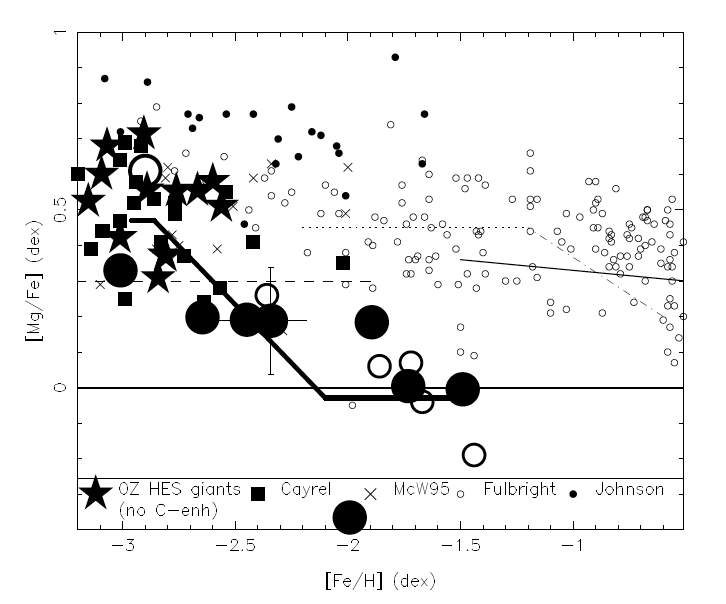 1
0.5
0
[Mg/Fe] (dex)
OZ HES giants Cayrel McW95 Fulbright Johnson
(no C-enh)
-3 -2.5 -2 -1.5 -1
[Fe/H] (dex)